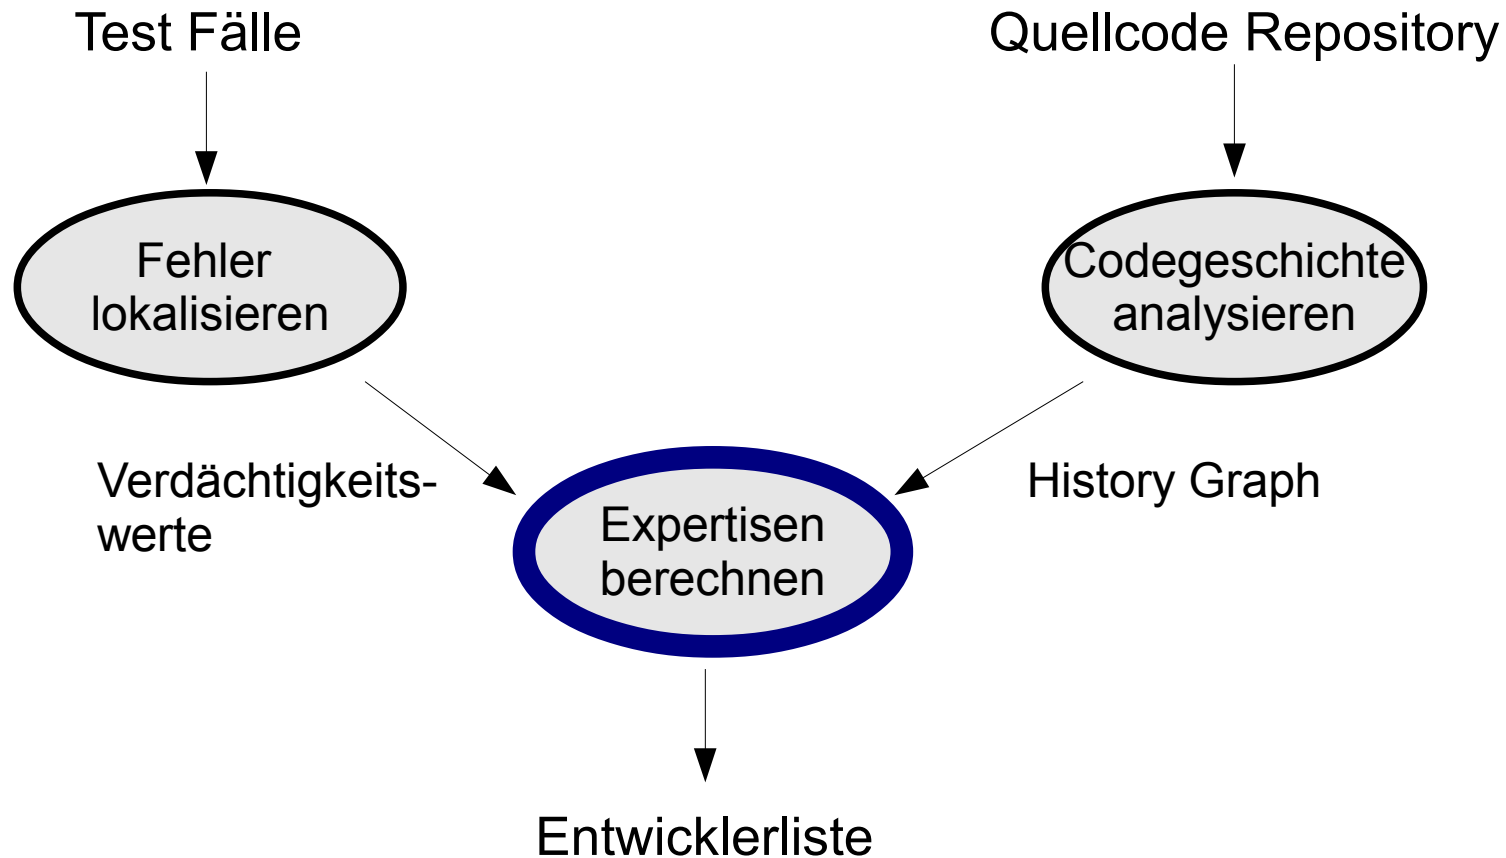 Test Fälle
Quellcode Repository
Fehler
lokalisieren
Codegeschichte
analysieren
Verdächtigkeits-
werte
History Graph
Expertisen
berechnen
Entwicklerliste